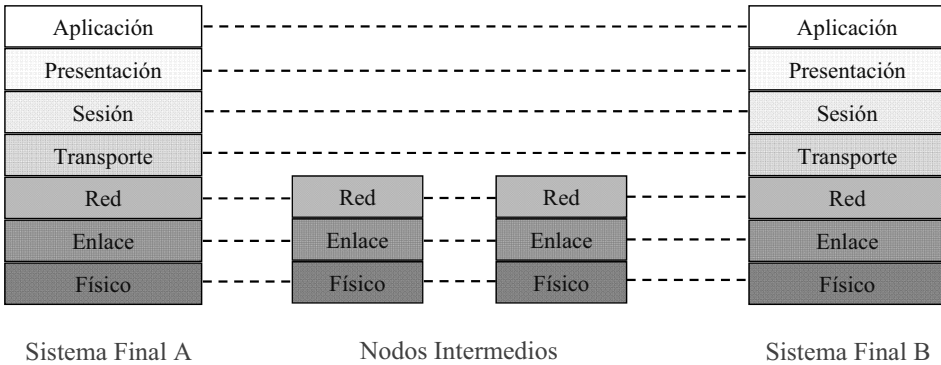 Aplicación
Aplicación
Presentación
Presentación
Sesión
Sesión
Transporte
Transporte
Red
Red
Red
Red
Enlace
Enlace
Enlace
Enlace
Físico
Físico
Físico
Físico
Sistema Final A
Nodos Intermedios
Sistema Final B